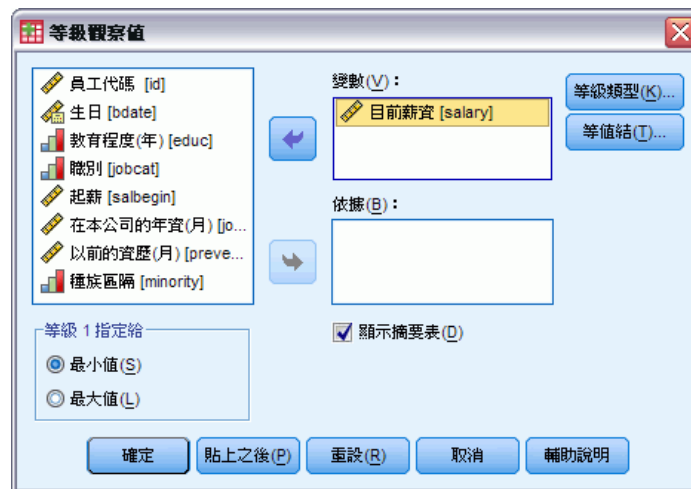 等級觀察值
員工代碼 [id]
生日 [bdate]
教育程度(年) [educ]
職別 [jobcat]
起薪 [salbegin]
在本公司的年資(月) [jo...
以前的資歷(月) [preve...
種族區隔 [minority]
變數(V)：
目前薪資 [salary]
等級類型(K)...
等值結(T)...
依據(B)：
等級 1 指定給
最小值(S)
最大值(L)
顯示摘要表(D)
確定
貼上之後(P)
重設(R)
取消
輔助說明